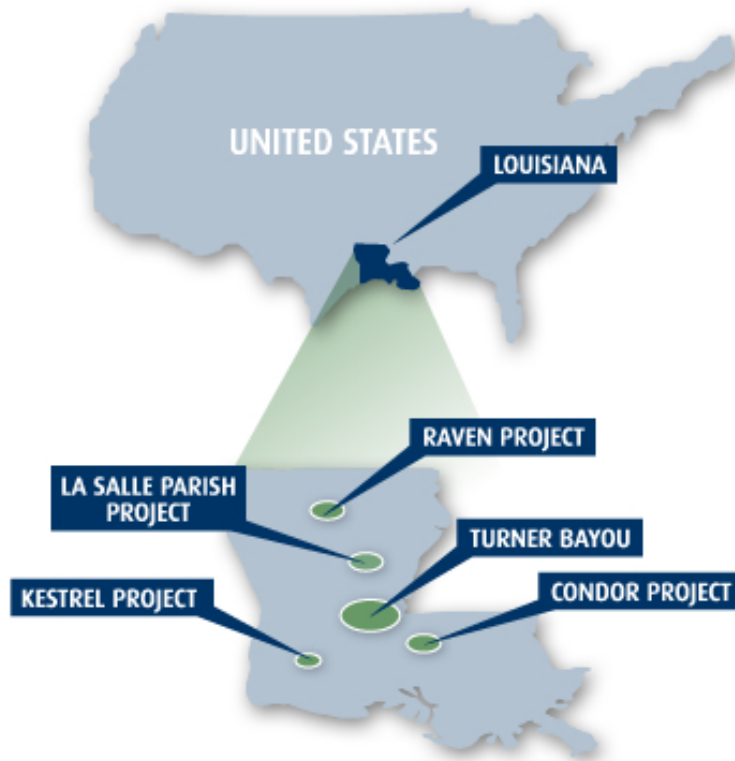 UNITED STATES
LOUISIANA
RAVEN PROJECT
LA SALLE PARISH
PROJECT
TURNER BAYOU
KESTREL PROJECT
CONDOR PROJECT